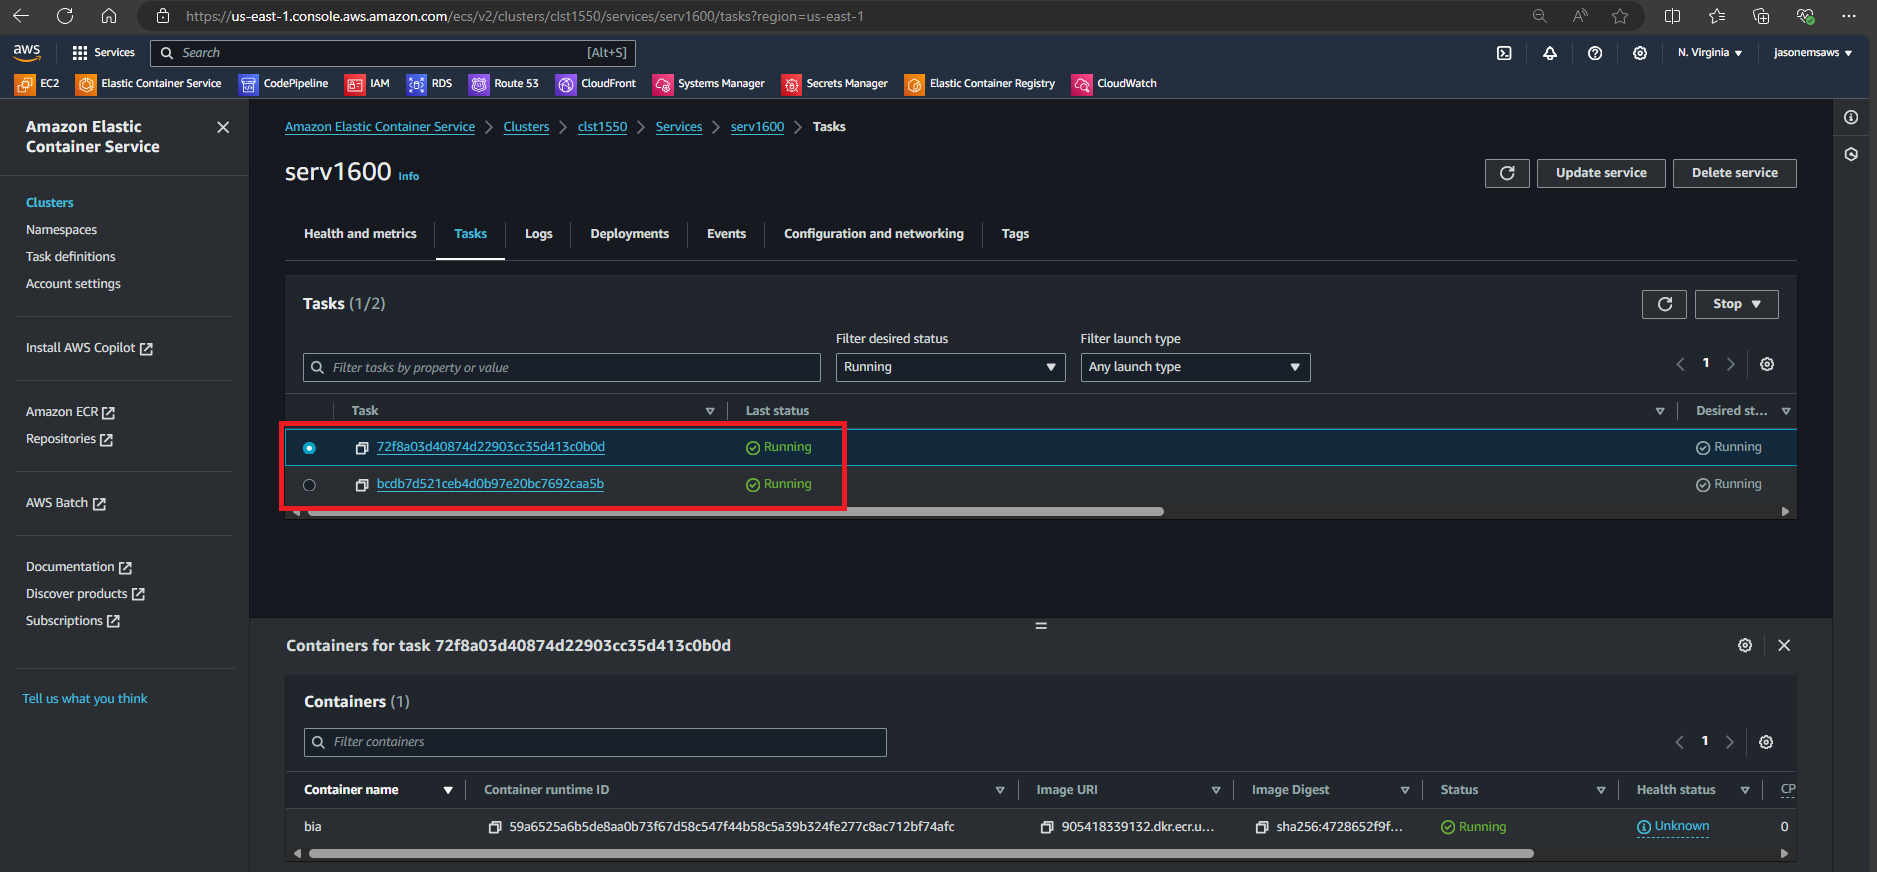 https://us-east-1.console.aws.amazon.com/ecs/v2/clusters/clst1550/services/serv1600/tasks?region=us-east-1
aws Services Search [Alt+S] N. Virginia jasonemsaws
EC2 Elastic Container Service CodePipeline IAM RDS Route 53 CloudFront Systems Manager Secrets Manager Elastic Container Registry CloudWatch
Amazon Elastic
Container Service
Clusters
Namespaces
Task definitions
Account settings
Install AWS Copilot
Amazon ECR
Repositories
AWS Batch
Documentation
Discover products
Subscriptions
Tell us what you think
Amazon Elastic Container Service Clusters clst1550 Services serv1600 Tasks
serv1600 Info
Update service Delete service
Health and metrics Tasks Logs Deployments Events Configuration and networking Tags
Tasks (1/2)
Stop
Filter desired status Filter launch type
Filter tasks by property or value Running Any launch type 1
Task Last status Desired st...
72f8a03d40874d22903cc35d413c0b0d Running Running
bcdb7d521ceb4d0b97e20bc7692caa5b Running Running
Containers for task 72f8a03d40874d22903cc35d413c0b0d
Containers (1)
Filter containers 1
Container name Container runtime ID Image URI Image Digest Status Health status CP
bia 59a6525a6b5de8aa0b73f67d58c547f44b58c5a39b324fe277c8ac712bf74afc 905418339132.dkr.ecr.u... sha256:4728652f9f... Running Unknown 0